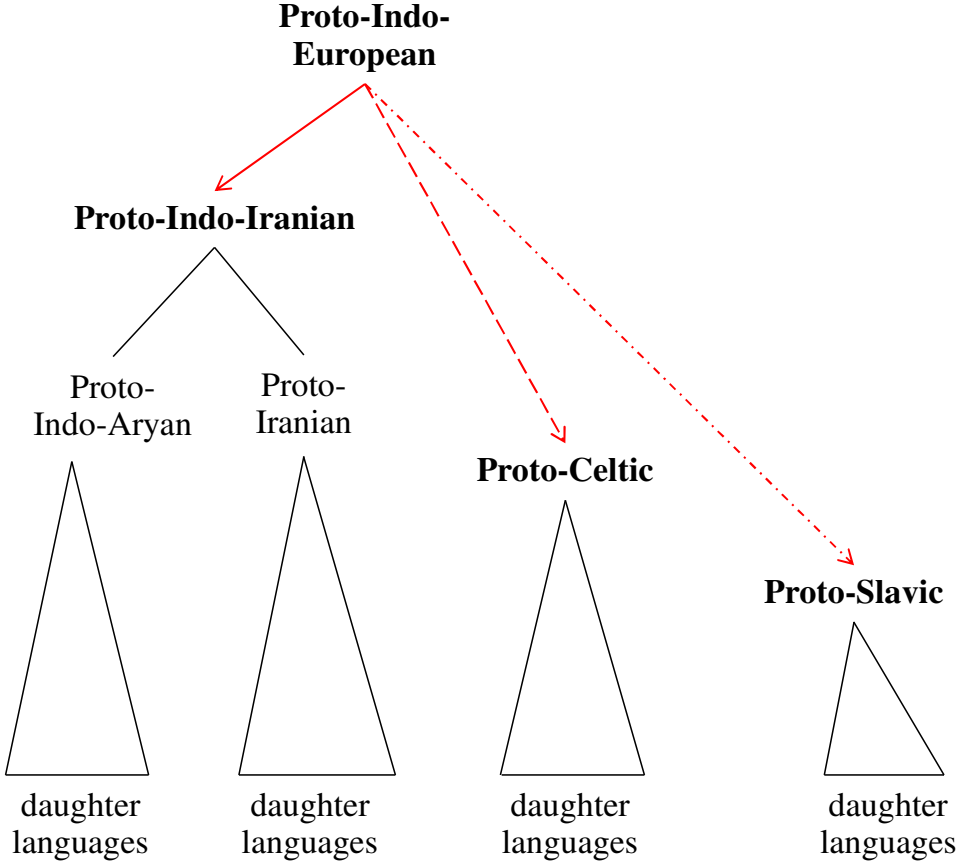 Proto-Indo-
European
Proto-Indo-Iranian
Proto-
Indo-Aryan
Proto-
Iranian
Proto-Celtic
Proto-Slavic
daughter
languages
daughter
languages
daughter
languages
daughter
languages